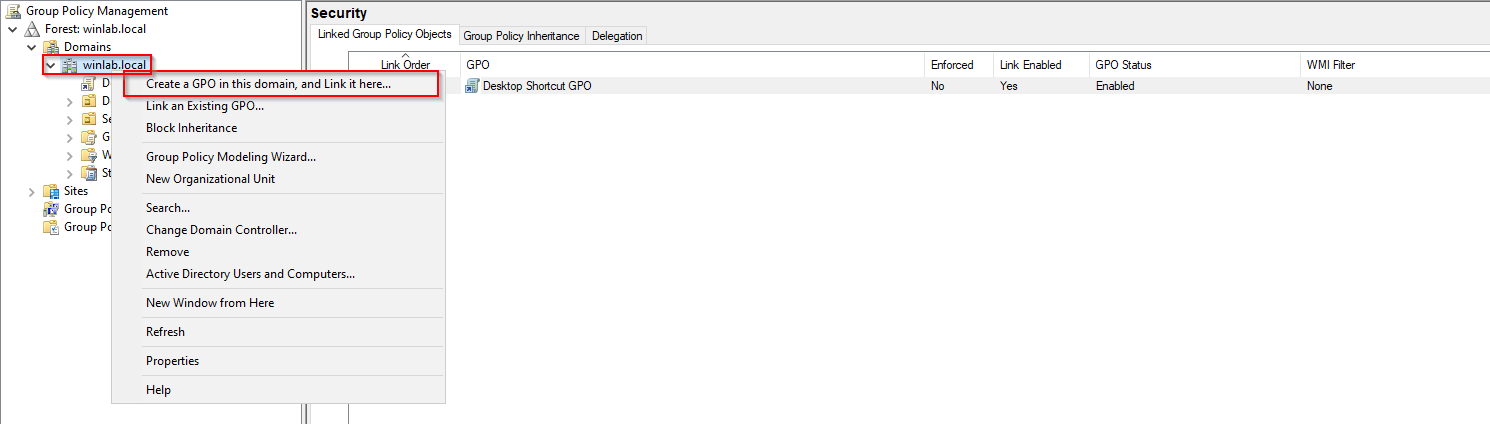 Group Policy Management
Forest: winlab.local
Domains
winlab.local
D
D
Se
G
W
St
Sites
Group Po
Group Po
Create a GPO in this domain, and Link it here...
Link an Existing GPO...
Block Inheritance
Group Policy Modeling Wizard...
New Organizational Unit
Search...
Change Domain Controller...
Remove
Active Directory Users and Computers...
New Window from Here
Refresh
Properties
Help
Security
Linked Group Policy Objects Group Policy Inheritance Delegation
Link Order GPO Enforced Link Enabled GPO Status WMI Filter
Desktop Shortcut GPO No Yes Enabled None